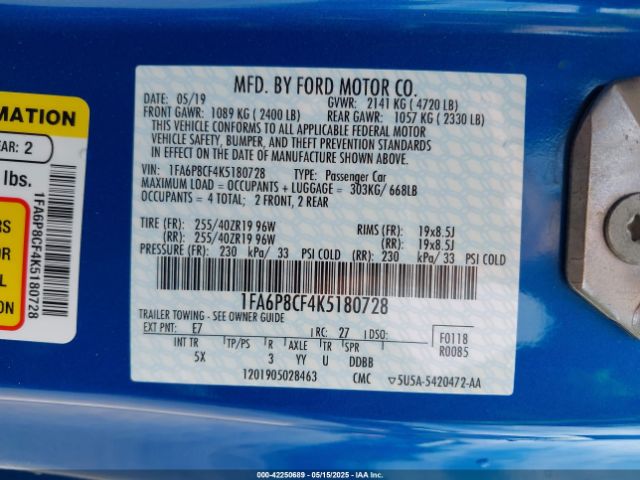 MATION
EAR: 2
lbs.
1FA6P8CF4K5180728
MFD. BY FORD MOTOR CO.
DATE: 05/19 GVWR: 2141 KG ( 4720 LB)
FRONT GAWR: 1089 KG ( 2400 LB) REAR GAWR: 1057 KG ( 2330 LB)
THIS VEHICLE CONFORMS TO ALL APPLICABLE FEDERAL MOTOR
VEHICLE SAFETY, BUMPER, AND THEFT PREVENTION STANDARDS
IN EFFECT ON THE DATE OF MANUFACTURE SHOWN ABOVE.
VIN: 1FA6P8CF4K5180728 TYPE: Passenger Car
MAXIMUM LOAD = OCCUPANTS + LUGGAGE = 303KG/ 668LB
OCCUPANTS = 4 TOTAL; 2 FRONT, 2 REAR
TIRE (FR): 255/40ZR19 96W RIMS (FR): 19x8.5J
(RR): 255/40ZR19 96W (RR): 19x8.5J
PRESSURE (FR): 230 kPa/ 33 PSI COLD (RR): 230 kPa/ 33 PSI COLD
1FA6P8CF4K5180728
TRAILER TOWING - SEE OWNER GUIDE
EXT PNT: E7 RC: 27 DSO: F0118
INT TR TP/PS R AXLE TR SPR R0085
5X 3 YY U DDBB
1201905028463 CMC 5U5A-5420472-AA
000-42250689 - 05/15/2025 - IAAI, Inc.